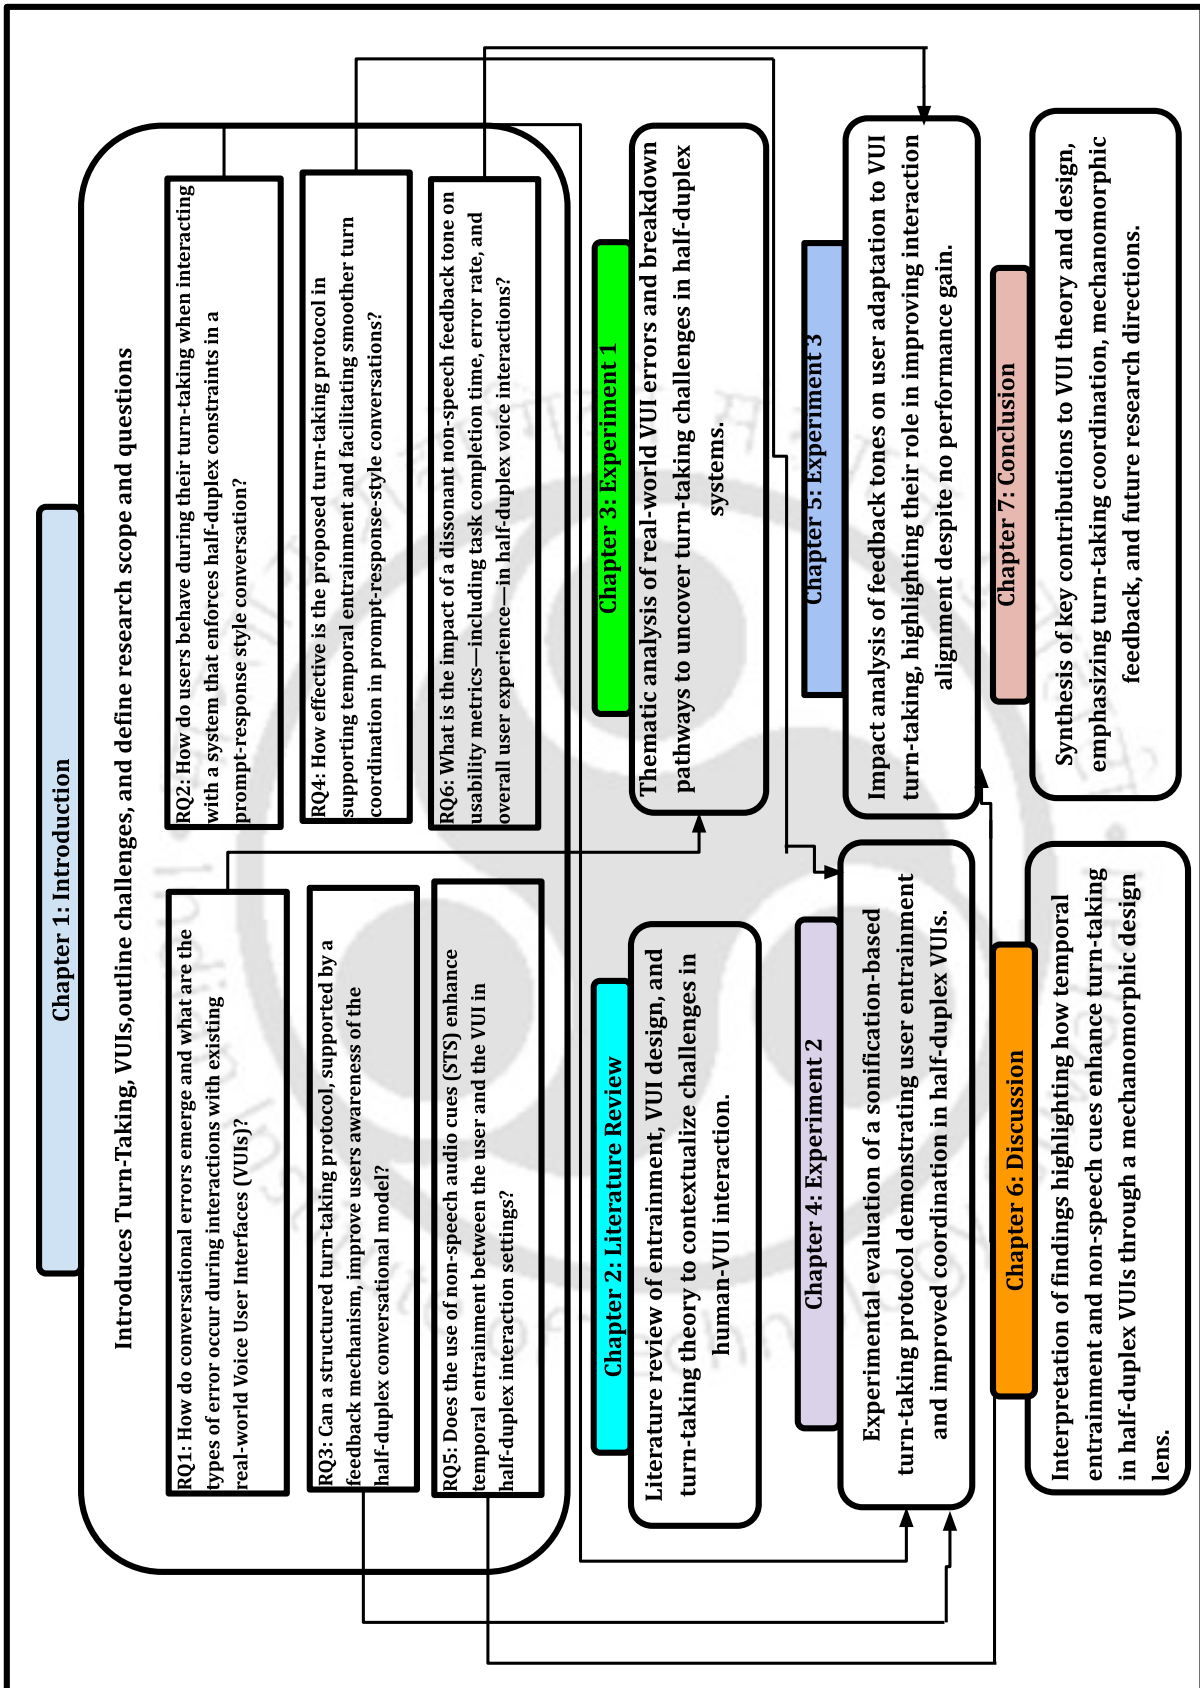 Chapter 1: Introduction
Introduces Turn-Taking, VUIs,outline challenges, and define research scope and questions
RQ1: How do conversational errors emerge and what are the
types of error occur during interactions with existing
real-world Voice User Interfaces (VUIs)?
RQ2: How do users behave during their turn-taking when interacting
with a system that enforces half-duplex constraints in a
prompt-response style conversation?
RQ3: Can a structured turn-taking protocol, supported by a
feedback mechanism, improve users awareness of the
half-duplex conversational model?
RQ4: How effective is the proposed turn-taking protocol in
supporting temporal entrainment and facilitating smoother turn
coordination in prompt-response-style conversations?
RQ5: Does the use of non-speech audio cues (STS) enhance
temporal entrainment between the user and the VUI in
half-duplex interaction settings?
RQ6: What is the impact of a dissonant non-speech feedback tone on
usability metrics—including task completion time, error rate, and
overall user experience—in half-duplex voice interactions?
Chapter 2: Literature Review
Literature review of entrainment, VUI design, and
turn-taking theory to contextualize challenges in
human-VUI interaction.
Chapter 3: Experiment 1
Thematic analysis of real-world VUI errors and breakdown
pathways to uncover turn-taking challenges in half-duplex
systems.
Chapter 4: Experiment 2
Experimental evaluation of a sonification-based
turn-taking protocol demonstrating user entrainment
and improved coordination in half-duplex VUIs.
Chapter 5: Experiment 3
Impact analysis of feedback tones on user adaptation to VUI
turn-taking, highlighting their role in improving interaction
alignment despite no performance gain.
Chapter 6: Discussion
Interpretation of findings highlighting how temporal
entrainment and non-speech cues enhance turn-taking
in half-duplex VUIs through a mechanomorphic design
lens.
Chapter 7: Conclusion
Synthesis of key contributions to VUI theory and design,
emphasizing turn-taking coordination, mechanomorphic
feedback, and future research directions.
Indian Institute of Technology